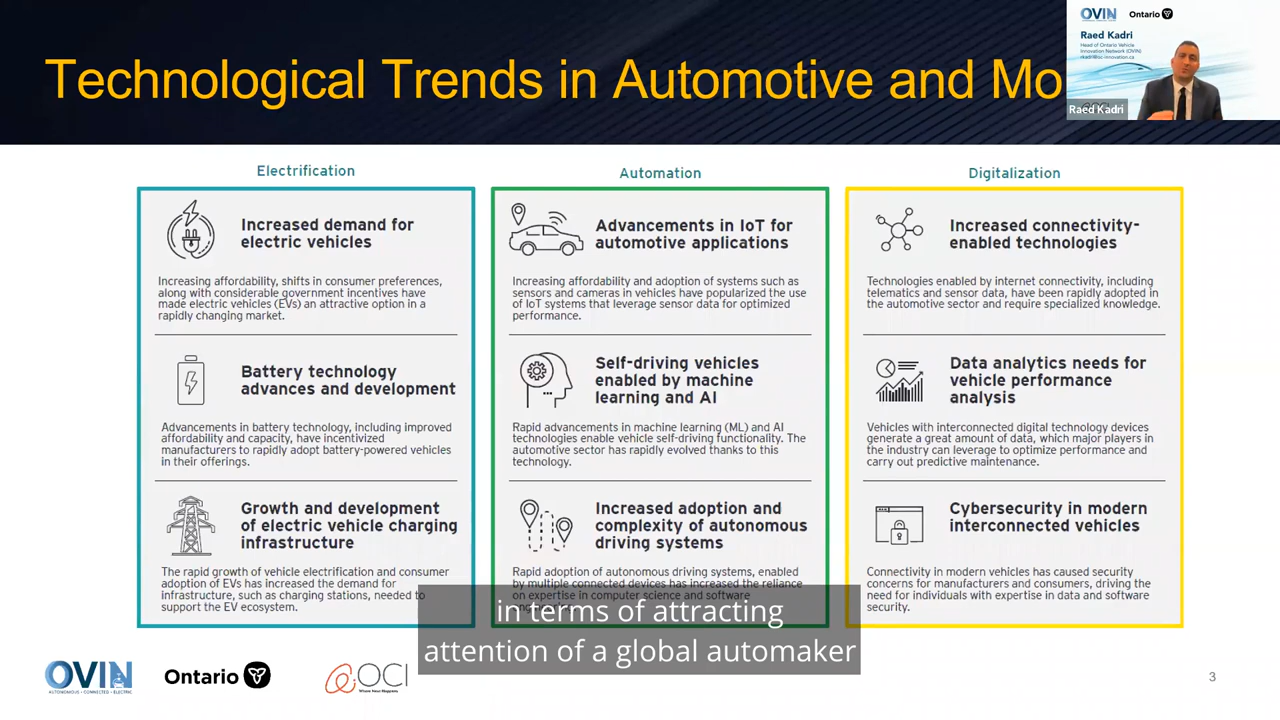 Technological Trends in Automotive and Mo
OVIN Ontario
Raed Kadri
Head of Ontario Vehicle
Innovation Network (OVIN)
rkadri@oc-innovation.ca
Raed Kadri
Electrification
Increased demand for
electric vehicles
Increasing affordability, shifts in consumer preferences,
along with considerable government incentives have
made electric vehicles (EVs) an attractive option in a
rapidly changing market.
Battery technology
advances and development
Advancements in battery technology, including improved
affordability and capacity, have incentivized
manufacturers to rapidly adopt battery-powered vehicles
in their offerings.
Growth and development
of electric vehicle charging
infrastructure
The rapid growth of vehicle electrification and consumer
adoption of EVs has increased the demand for
infrastructure, such as charging stations, needed to
support the EV ecosystem.
Automation
Advancements in IoT for
automotive applications
Increasing affordability and adoption of systems such as
sensors and cameras in vehicles have popularized the use
of IoT systems that leverage sensor data for optimized
performance.
Self-driving vehicles
enabled by machine
learning and AI
Rapid advancements in machine learning (ML) and AI
technologies enable vehicle self-driving functionality. The
automotive sector has rapidly evolved thanks to this
technology.
Increased adoption and
complexity of autonomous
driving systems
Rapid adoption of autonomous driving systems, enabled
by multiple connected devices has increased the reliance
on expertise in computer science and software
Digitalization
Increased connectivity-
enabled technologies
Technologies enabled by internet connectivity, including
telematics and sensor data, have been rapidly adopted in
the automotive sector and require specialized knowledge.
Data analytics needs for
vehicle performance
analysis
Vehicles with interconnected digital technology devices
generate a great amount of data, which major players in
the industry can leverage to optimize performance and
carry out predictive maintenance.
Cybersecurity in modern
interconnected vehicles
Connectivity in modern vehicles has caused security
concerns for manufacturers and consumers, driving the
need for individuals with expertise in data and software
security.
in terms of attracting
attention of a global automaker
OVIN
AUTONOMOUS • CONNECTED • ELECTRIC
Ontario
OCI
Where Next Happens
3